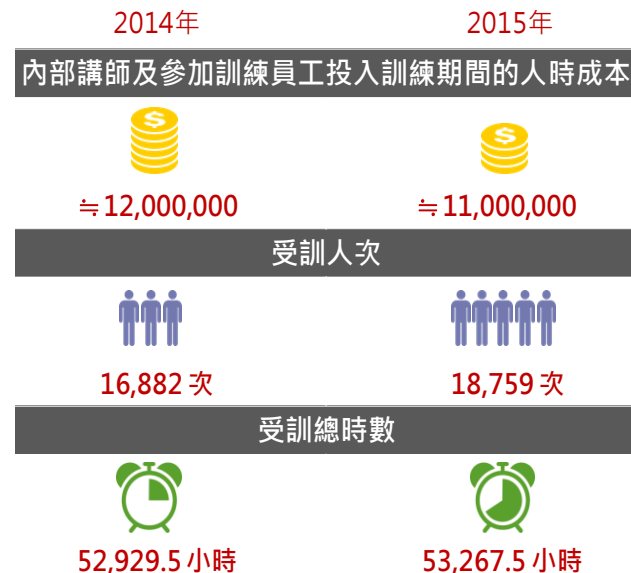 2014年 2015年
內部講師及參加訓練員工投入訓練期間的人時成本
$ $
≒12,000,000 ≒11,000,000
受訓人次
16,882 次 18,759 次
受訓總時數
52,929.5 小時 53,267.5 小時